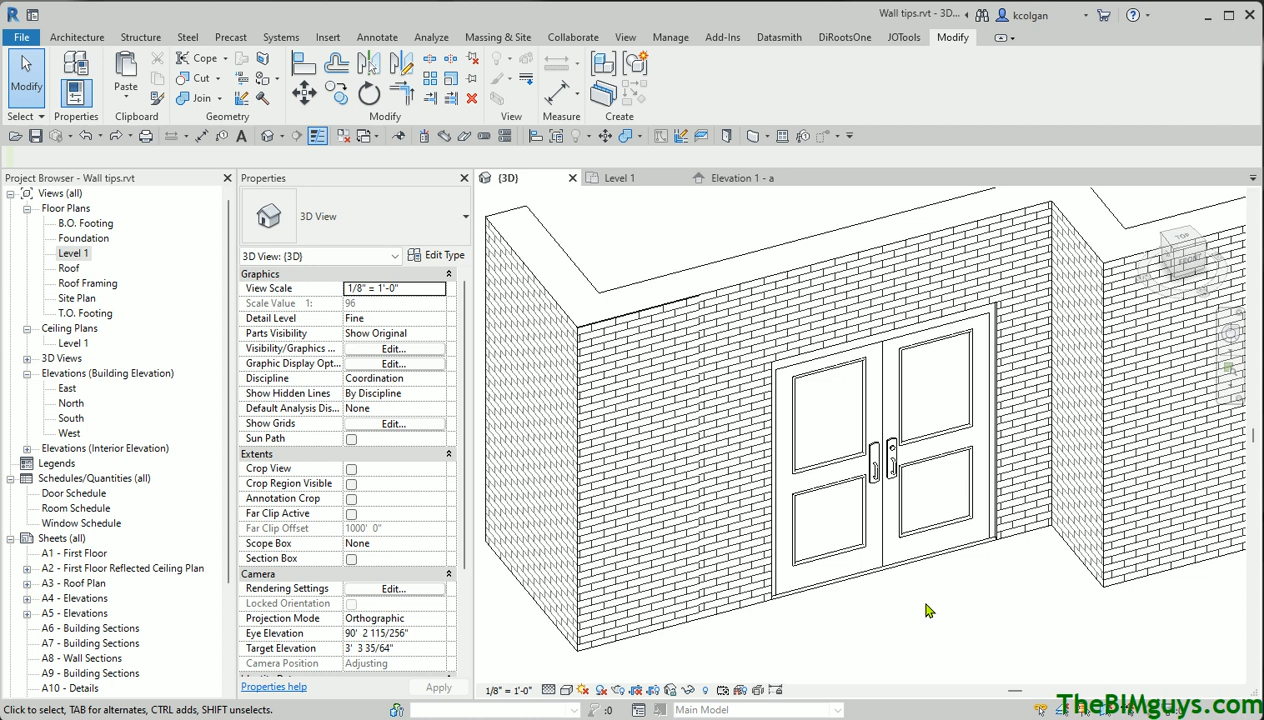 Wall tips.rvt - 3D...
kcolgan
File
Architecture
Structure
Steel
Precast
Systems
Insert
Annotate
Analyze
Massing & Site
Collaborate
View
Manage
Add-Ins
Datasmith
DiRootsOne
JOTools
Modify
Modify
Paste
Cope
Cut
Join
Select
Properties
Clipboard
Geometry
Modify
View
Measure
Create
Project Browser - Wall tips.rvt
Views (all)
Floor Plans
B.O. Footing
Foundation
Level 1
Roof
Roof Framing
Site Plan
T.O. Footing
Ceiling Plans
Level 1
3D Views
Elevations (Building Elevation)
East
North
South
West
Elevations (Interior Elevation)
Legends
Schedules/Quantities (all)
Door Schedule
Room Schedule
Window Schedule
Sheets (all)
A1 - First Floor
A2 - First Floor Reflected Ceiling Plan
A3 - Roof Plan
A4 - Elevations
A5 - Elevations
A6 - Building Sections
A7 - Building Sections
A8 - Wall Sections
A9 - Building Sections
A10 - Details
Properties
3D View
3D View: {3D}
Edit Type
Graphics
View Scale 1/8" = 1'-0"
Scale Value 1: 96
Detail Level Fine
Parts Visibility Show Original
Visibility/Graphics ... Edit...
Graphic Display Opt... Edit...
Discipline Coordination
Show Hidden Lines By Discipline
Default Analysis Dis... None
Show Grids Edit...
Sun Path
Extents
Crop View
Crop Region Visible
Annotation Crop
Far Clip Active
Far Clip Offset 1000' 0"
Scope Box None
Section Box
Camera
Rendering Settings Edit...
Locked Orientation
Projection Mode Orthographic
Eye Elevation 90' 2 115/256"
Target Elevation 3' 3 35/64"
Camera Position Adjusting
Properties help
Apply
{3D}
Level 1
Elevation 1 - a
TOP
FRONT
1/8" = 1'-0"
Click to select, TAB for alternates, CTRL adds, SHIFT unselects.
:0
Main Model
TheBIMguys.com